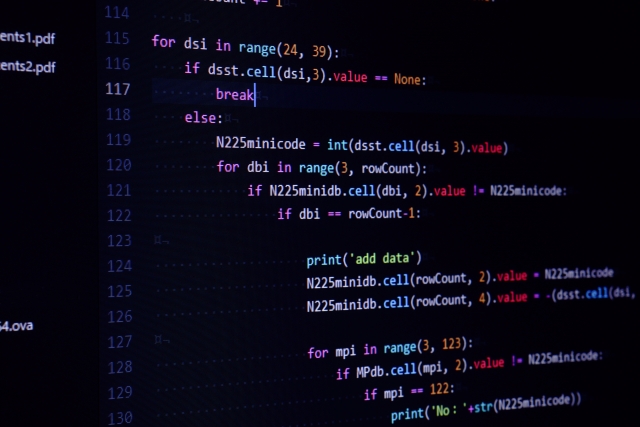 ount += 1
ents1.pdf
ents2.pdf
64.ova
114
115 for dsi in range(24, 39):
116 if dsst.cell(dsi,3).value == None:
117 break
118 else:
119 N225minicode = int(dsst.cell(dsi, 3).value)
120 for dbi in range(3, rowCount):
121 if N225minidb.cell(dbi, 2).value != N225minicode:
122 if dbi == rowCount-1:
123
124 print('add data')
125 N225minidb.cell(rowCount, 2).value = N225minicode
126 N225minidb.cell(rowCount, 4).value = -(dsst.cell(dsi,
127
128 for mpi in range(3, 123):
129 if MPdb.cell(mpi, 2).value != N225minicode:
130 if mpi == 122:
print('No：'+str(N225minicode))